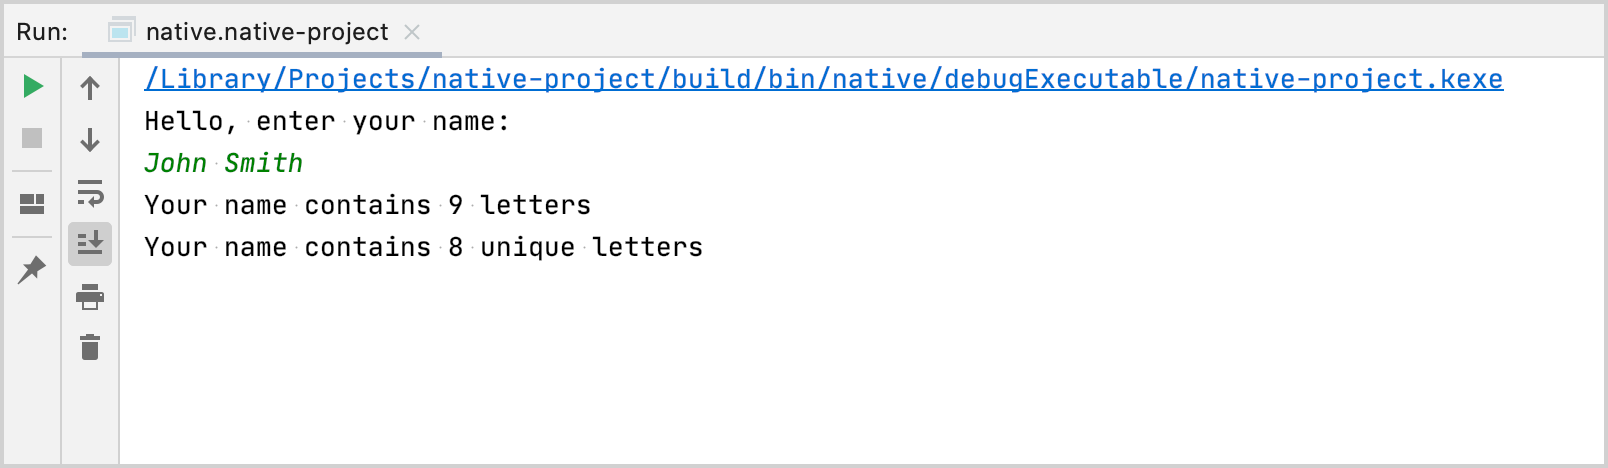 Run: native.native-project
/Library/Projects/native-project/build/bin/native/debugExecutable/native-project.kexe
Hello, enter your name:
John Smith
Your name contains 9 letters
Your name contains 8 unique letters